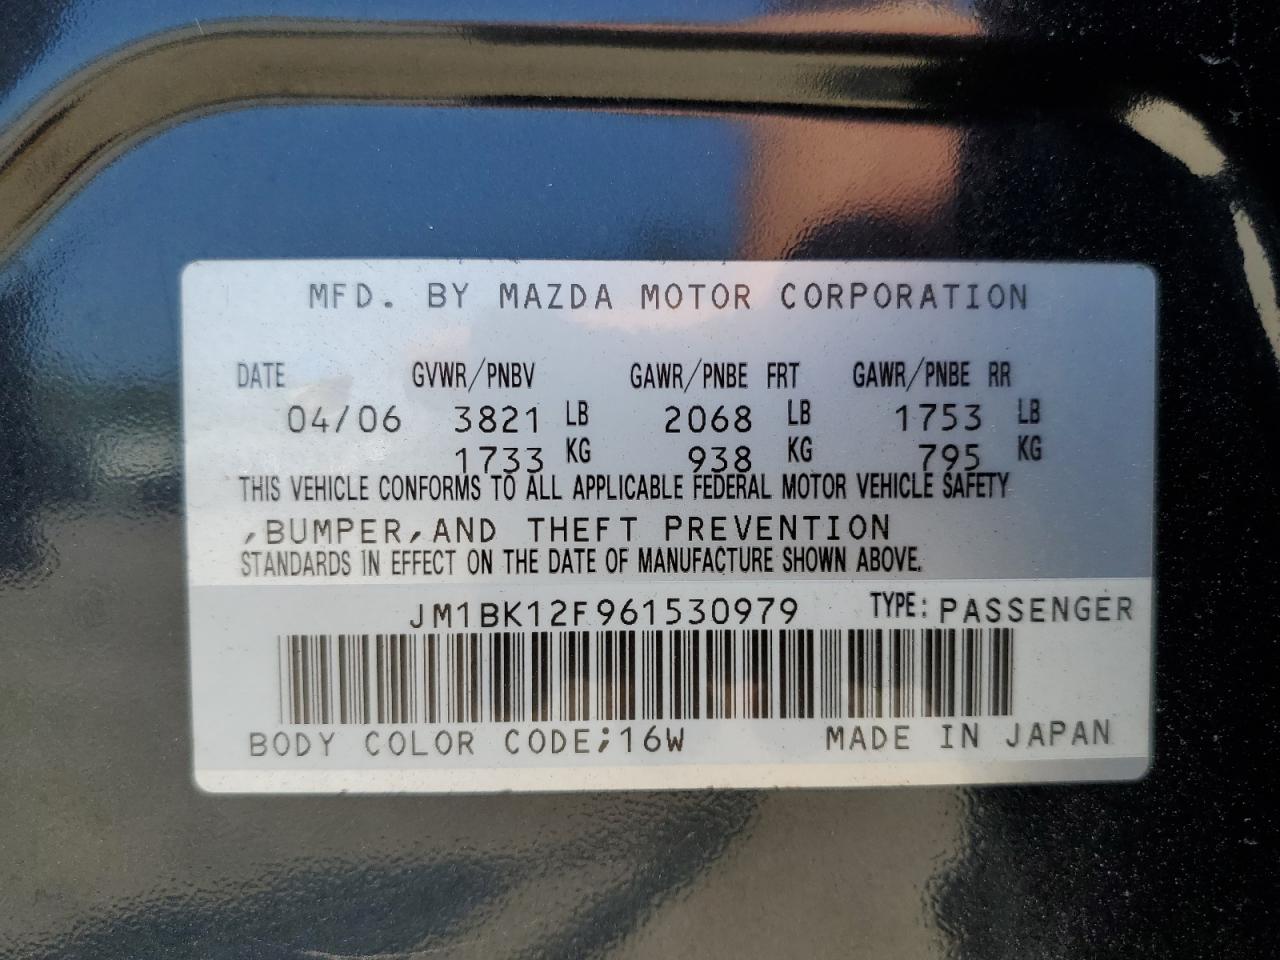 MFD. BY MAZDA MOTOR CORPORATION
DATE GVWR/PNBV GAWR/PNBE FRT GAWR/PNBE RR
04/06 3821 LB 2068 LB 1753 LB
1733 KG 938 KG 795 KG
THIS VEHICLE CONFORMS TO ALL APPLICABLE FEDERAL MOTOR VEHICLE SAFETY
,BUMPER,AND THEFT PREVENTION
STANDARDS IN EFFECT ON THE DATE OF MANUFACTURE SHOWN ABOVE.
JM1BK12F961530979 TYPE: PASSENGER
BODY COLOR CODE;16W MADE IN JAPAN